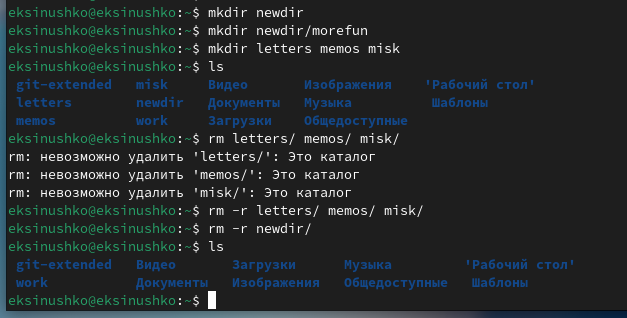 eksinushko@eksinushko:~$ mkdir newdir
eksinushko@eksinushko:~$ mkdir newdir/morefun
eksinushko@eksinushko:~$ mkdir letters memos misk
eksinushko@eksinushko:~$ ls
git-extended misk Видео Изображения 'Рабочий стол'
letters newdir Документы Музыка Шаблоны
memos work Загрузки Общедоступные
eksinushko@eksinushko:~$ rm letters/ memos/ misk/
rm: невозможно удалить 'letters/': Это каталог
rm: невозможно удалить 'memos/': Это каталог
rm: невозможно удалить 'misk/': Это каталог
eksinushko@eksinushko:~$ rm -r letters/ memos/ misk/
eksinushko@eksinushko:~$ rm -r newdir/
eksinushko@eksinushko:~$ ls
git-extended Видео Загрузки Музыка 'Рабочий стол'
work Документы Изображения Общедоступные Шаблоны
eksinushko@eksinushko:~$